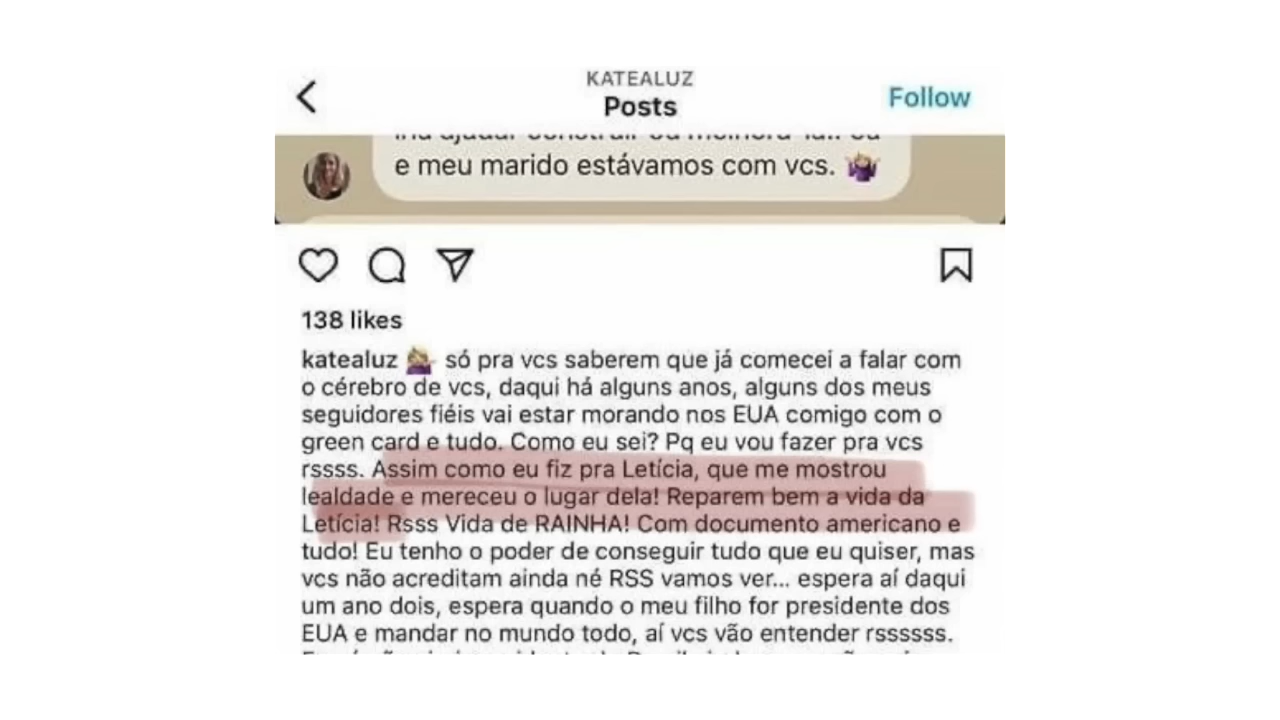 KATEALUZ
Posts
Follow
e meu marido estávamos com vcs. 🤷🏼‍♀️
138 likes
katealuz 💁🏼‍♀️ só pra vcs saberem que já comecei a falar com
o cérebro de vcs, daqui há alguns anos, alguns dos meus
seguidores fiéis vai estar morando nos EUA comigo com o
green card e tudo. Como eu sei? Pq eu vou fazer pra vcs
rssss. Assim como eu fiz pra Letícia, que me mostrou
lealdade e mereceu o lugar dela! Reparem bem a vida da
Letícia! Rsss Vida de RAINHA! Com documento americano e
tudo! Eu tenho o poder de conseguir tudo que eu quiser, mas
vcs não acreditam ainda né RSS vamos ver... espera aí daqui
um ano dois, espera quando o meu filho for presidente dos
EUA e mandar no mundo todo, aí vcs vão entender rssssss.